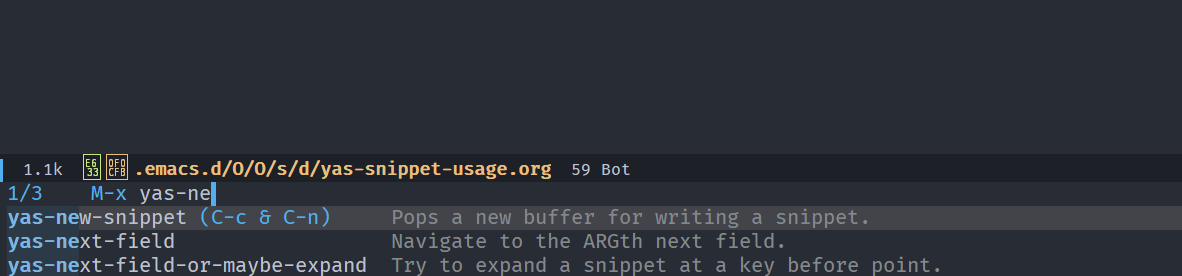 1.1k E633 0F0CFB .emacs.d/O/O/s/d/yas-snippet-usage.org 59 Bot
1/3 M-x yas-ne
yas-new-snippet (C-c & C-n) Pops a new buffer for writing a snippet.
yas-next-field Navigate to the ARGth next field.
yas-next-field-or-maybe-expand Try to expand a snippet at a key before point.